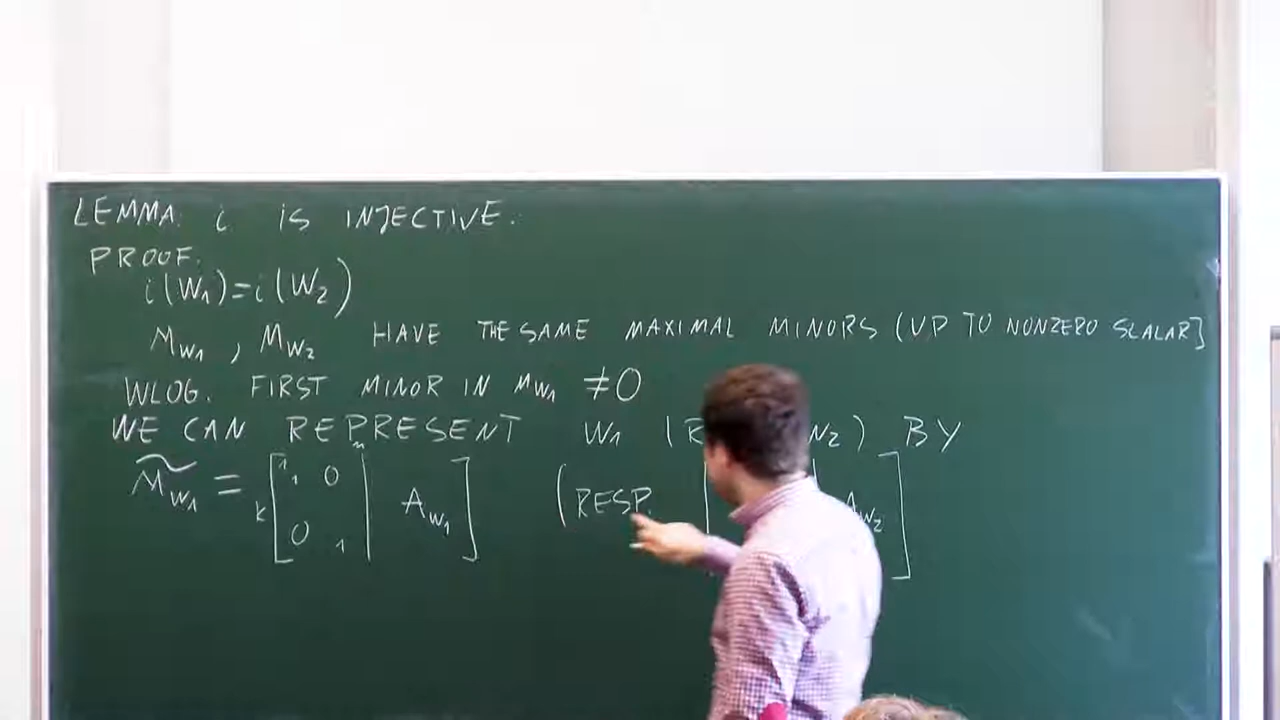 LEMMA. i IS INJECTIVE.
PROOF.
i(W₁)=i(W₂)
M_W₁, M_W₂ HAVE THE SAME MAXIMAL MINORS (UP TO NONZERO SCALAR]
WLOG. FIRST MINOR IN M_W₁ ≠0
WE CAN REPRESENT W₁ (R W₂) BY
M̃_W₁ = k [1 1 0 0 1 | A_W₁] (RESP. [ | A_W₂]